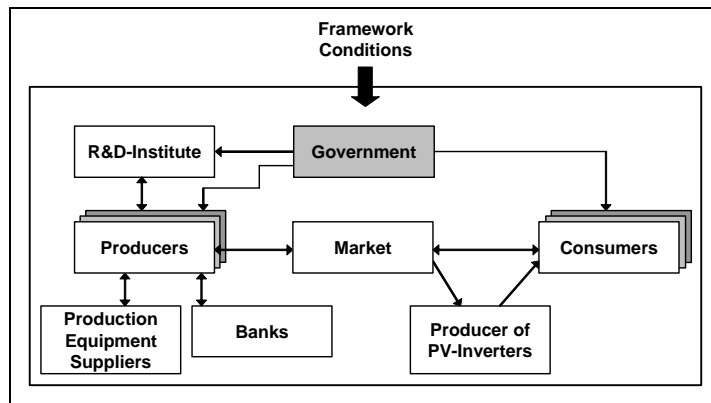 Framework
Conditions
R&D-Institute
Government
Producers
Market
Consumers
Production
Equipment
Suppliers
Banks
Producer of
PV-Inverters